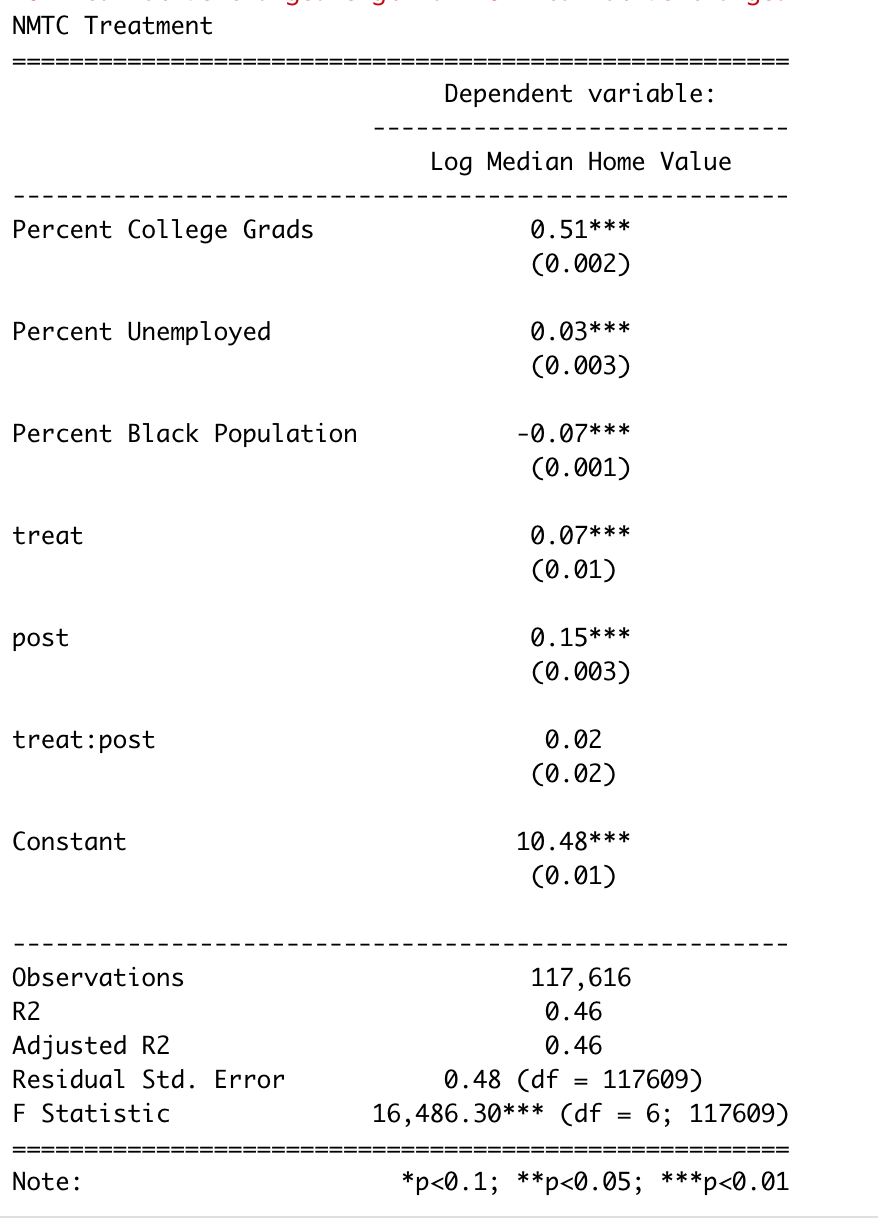 NMTC Treatment
======================================================
Dependent variable:
-----------------------------
Log Median Home Value
------------------------------------------------------
Percent College Grads 0.51***
(0.002)
Percent Unemployed 0.03***
(0.003)
Percent Black Population -0.07***
(0.001)
treat 0.07***
(0.01)
post 0.15***
(0.003)
treat:post 0.02
(0.02)
Constant 10.48***
(0.01)
------------------------------------------------------
Observations 117,616
R2 0.46
Adjusted R2 0.46
Residual Std. Error 0.48 (df = 117609)
F Statistic 16,486.30*** (df = 6; 117609)
======================================================
Note: *p<0.1; **p<0.05; ***p<0.01